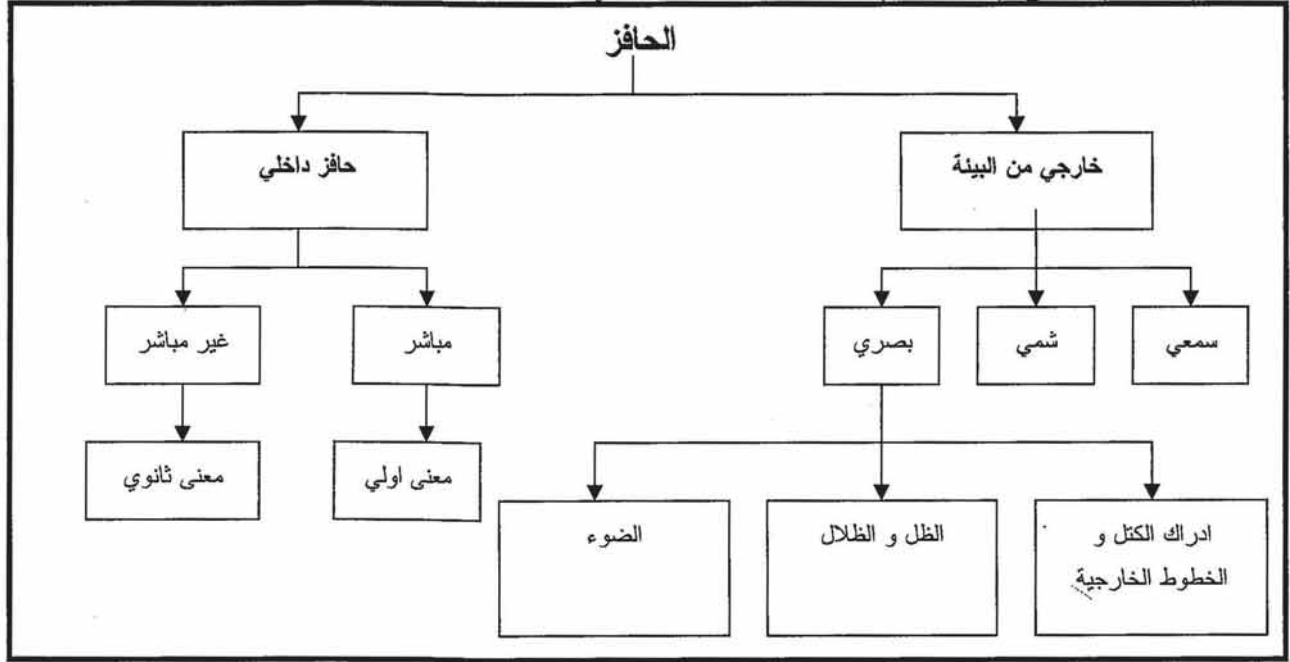 الحافز
خارجي من البيئة
حافز داخلي
سمعي
شمي
بصري
مباشر
غير مباشر
معنى اولي
معنى ثانوي
ادراك الكتل و
الخطوط الخارجية
الظل و الظلال
الضوء